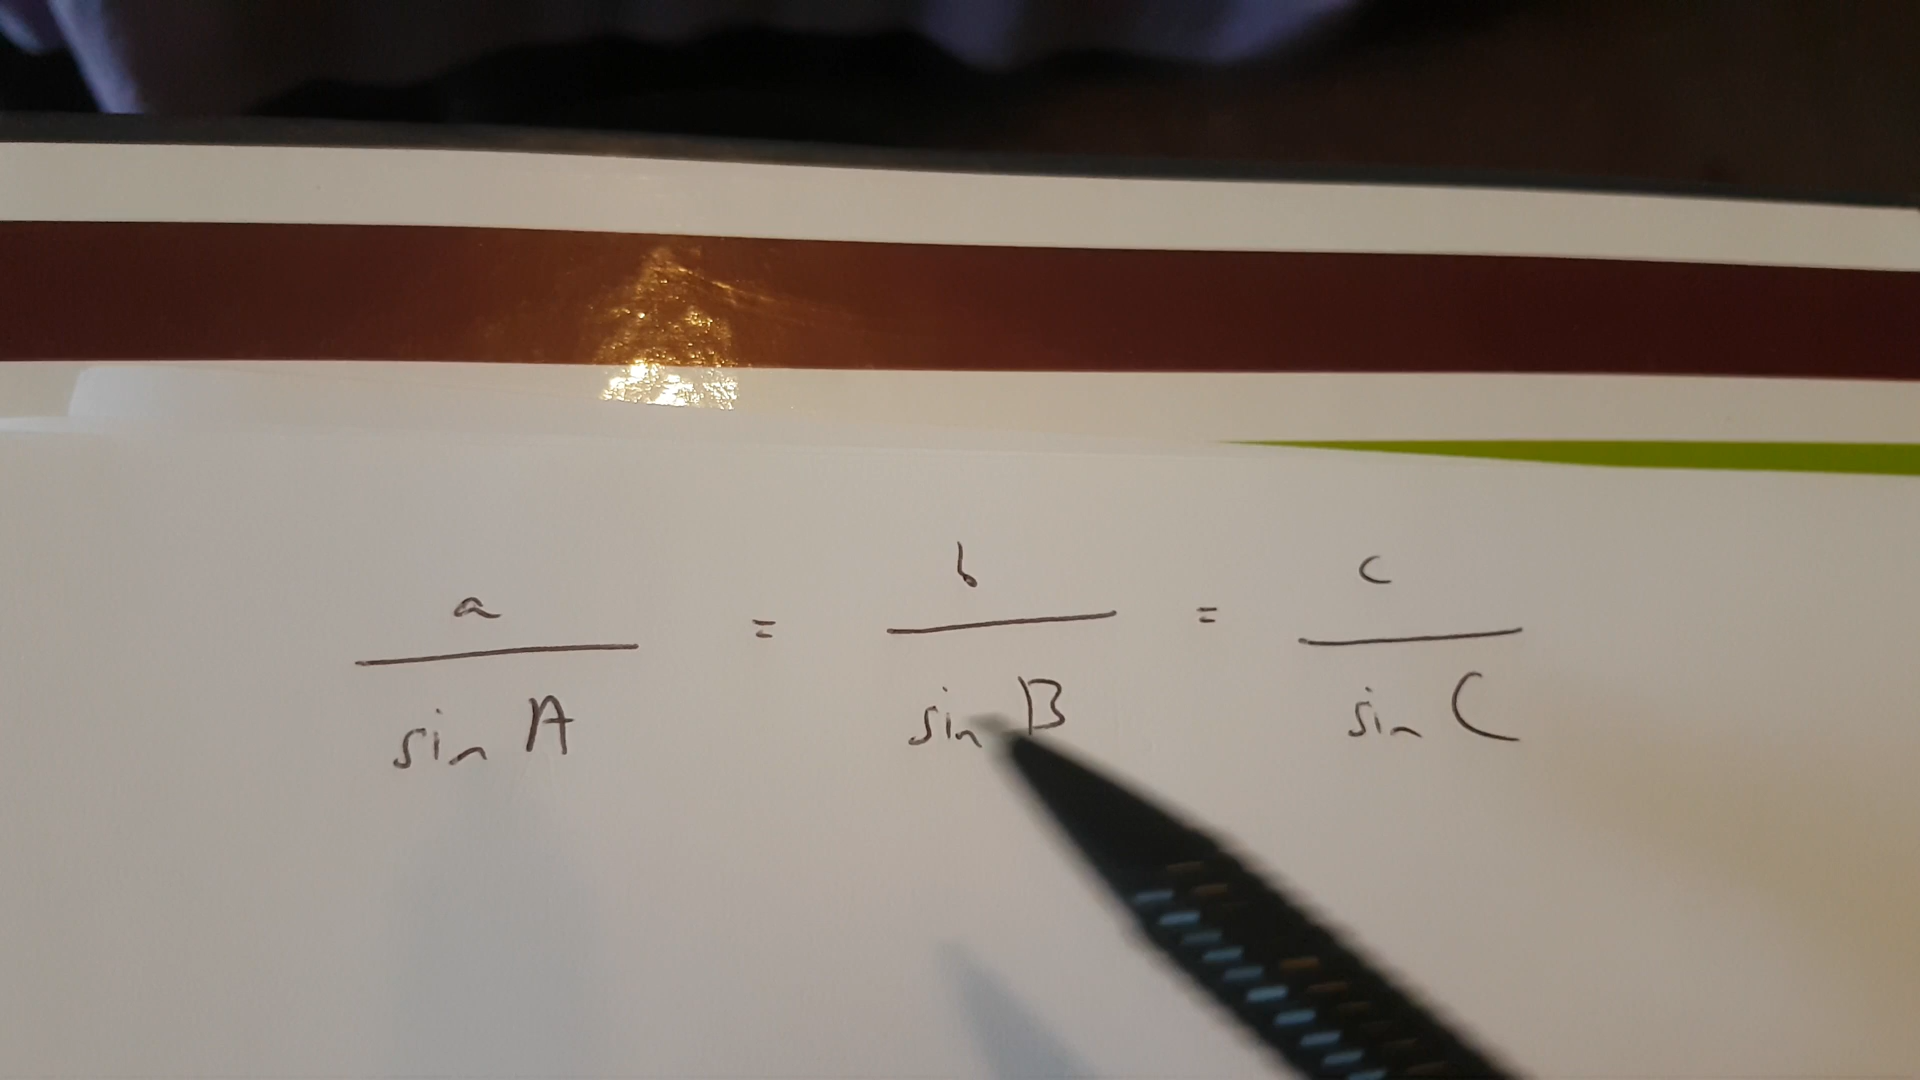 a / sin A = b / sin B = c / sin C